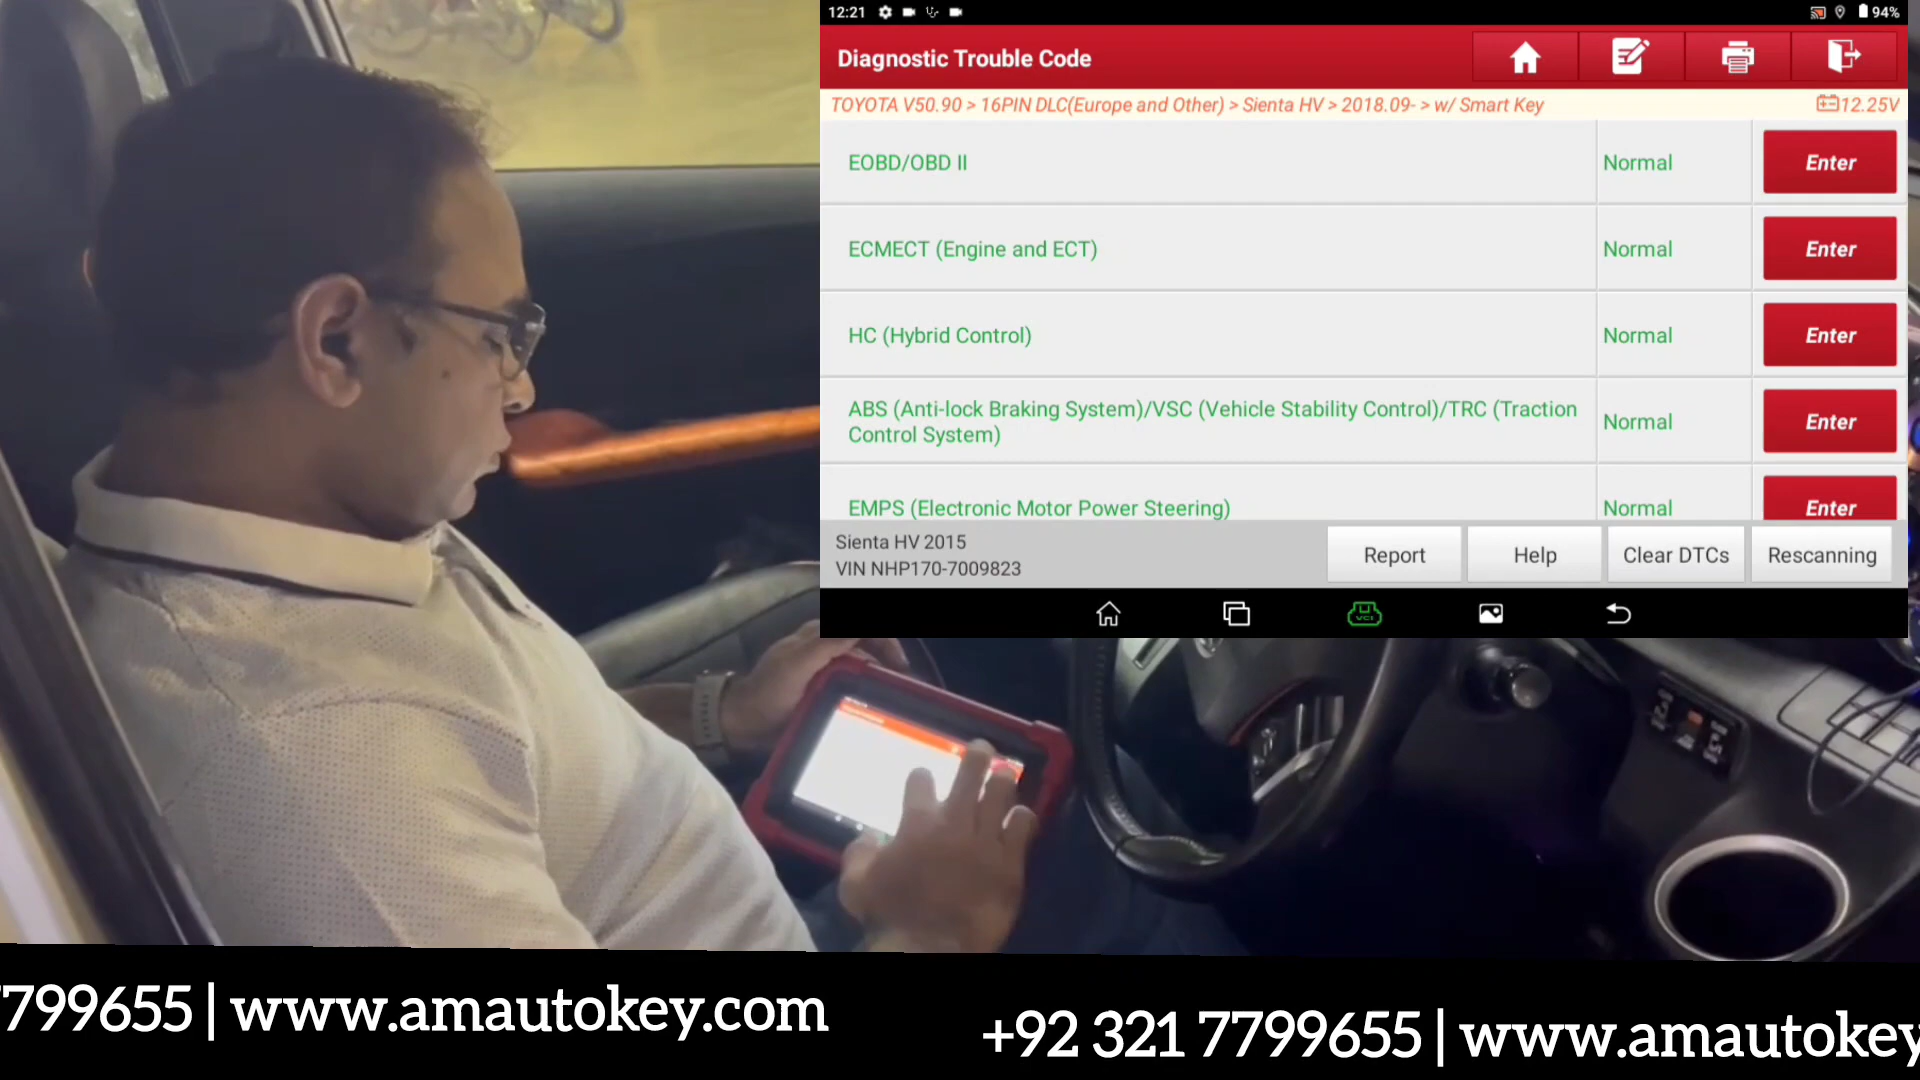 12:21
94%
Diagnostic Trouble Code
TOYOTA V50.90 > 16PIN DLC(Europe and Other) > Sienta HV > 2018.09- > w/ Smart Key
12.25V
EOBD/OBD II
Normal
Enter
ECMECT (Engine and ECT)
Normal
Enter
HC (Hybrid Control)
Normal
Enter
ABS (Anti-lock Braking System)/VSC (Vehicle Stability Control)/TRC (Traction
Control System)
Normal
Enter
EMPS (Electronic Motor Power Steering)
Normal
Enter
Sienta HV 2015
VIN NHP170-7009823
Report
Help
Clear DTCs
Rescanning
VCI
7799655 | www.amautokey.com
+92 321 7799655 | www.amautokey